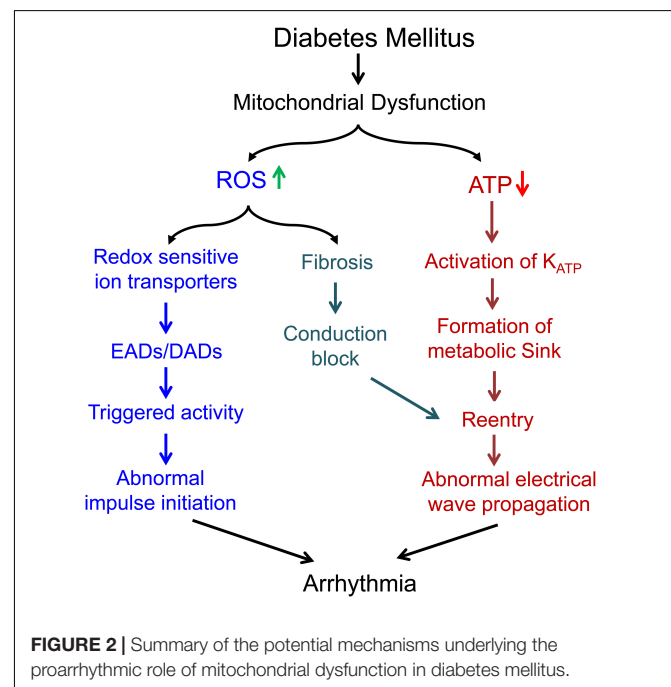 Diabetes Mellitus
Mitochondrial Dysfunction
ROS
ATP
Redox sensitive
ion transporters
Fibrosis
Activation of KATP
EADs/DADs
Conduction
block
Formation of
metabolic Sink
Triggered activity
Reentry
Abnormal
impulse initiation
Abnormal electrical
wave propagation
Arrhythmia
FIGURE 2 | Summary of the potential mechanisms underlying the
proarrhythmic role of mitochondrial dysfunction in diabetes mellitus.